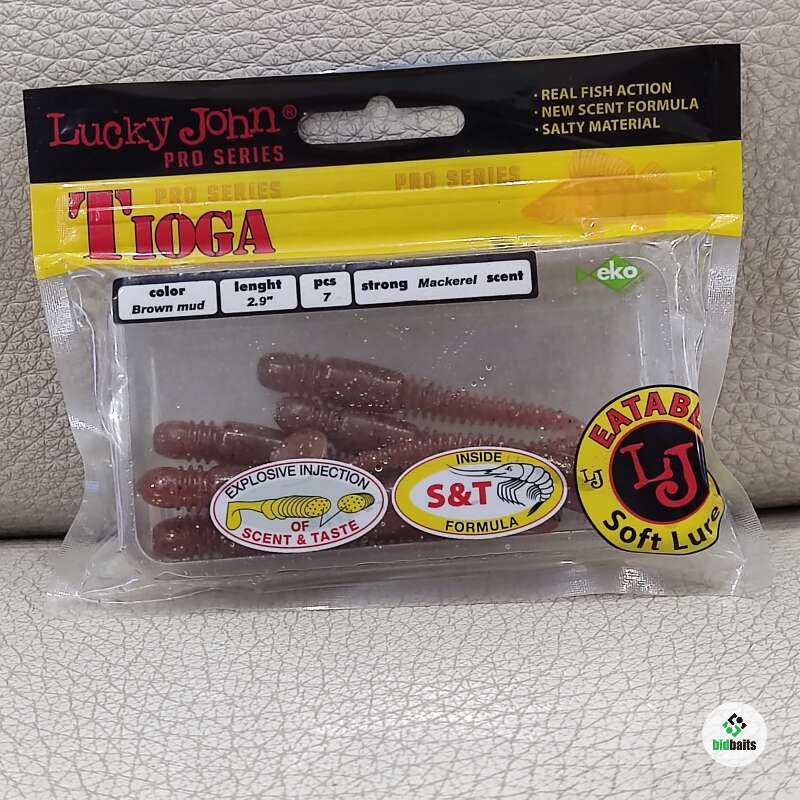 Lucky John®
PRO SERIES
· REAL FISH ACTION
· NEW SCENT FORMULA
· SALTY MATERIAL
PRO SERIES
PRO SERIES
TIOGA
color
Brown mud
lenght
2.9"
pcs
7
strong Mackerel scent
eko
EXPLOSIVE INJECTION
OF
SCENT & TASTE
INSIDE
S&T
FORMULA
EATABL
LJ
LJ
Soft Lure
bidbaits